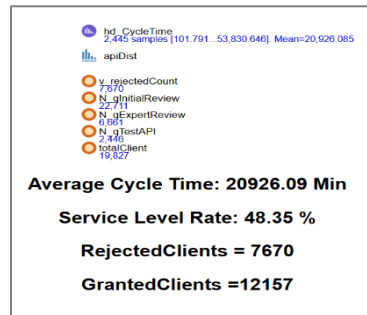 hd_CycleTime
2,445 samples [101.791...53,830.646]. Mean=20,926.085
apiDist
v_rejectedCount
7,670
N_gInitialReview
22,711
N_gExpertReview
6,661
N_gTestAPI
2,446
totalClient
19,827
Average Cycle Time: 20926.09 Min
Service Level Rate: 48.35 %
RejectedClients = 7670
GrantedClients =12157